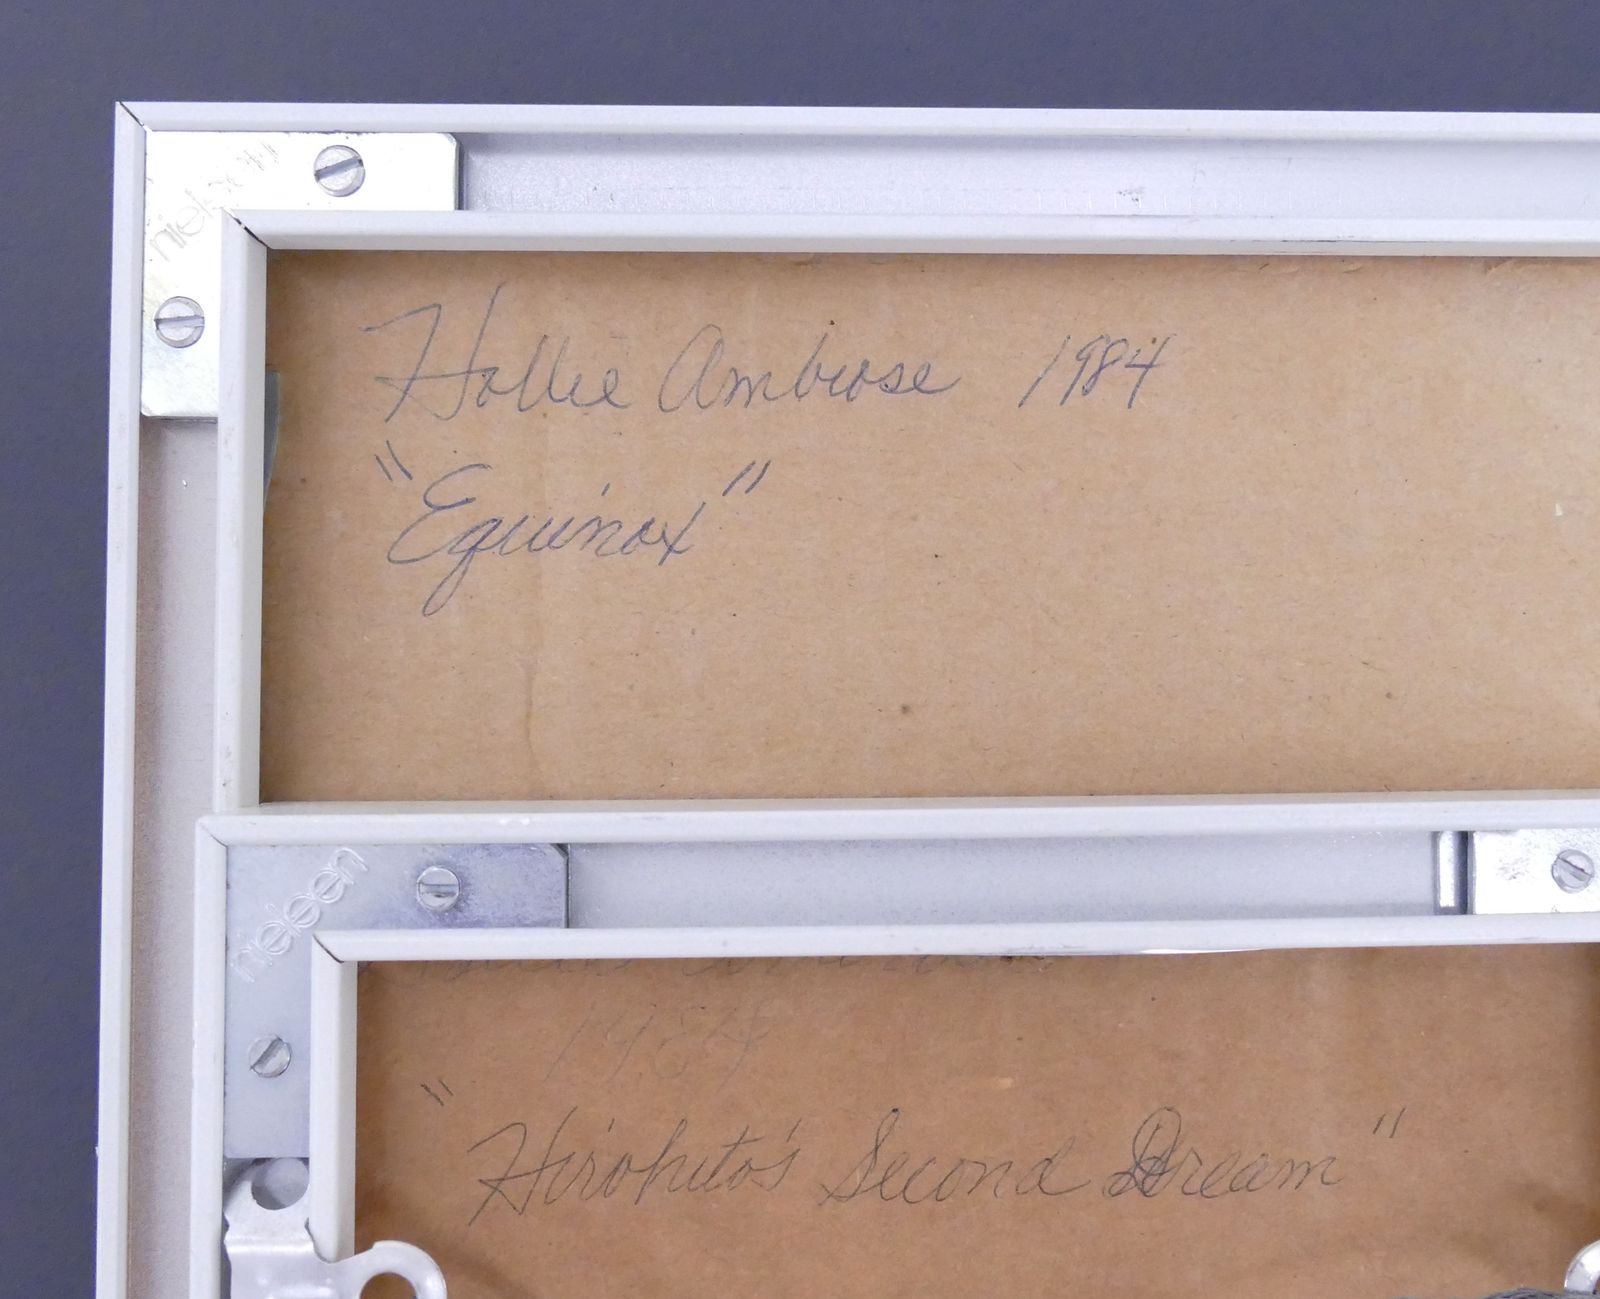 nielsen
Hollie Ambrose 1984
"Equinox"
nielsen
1984
"Hirohito's Second Dream"